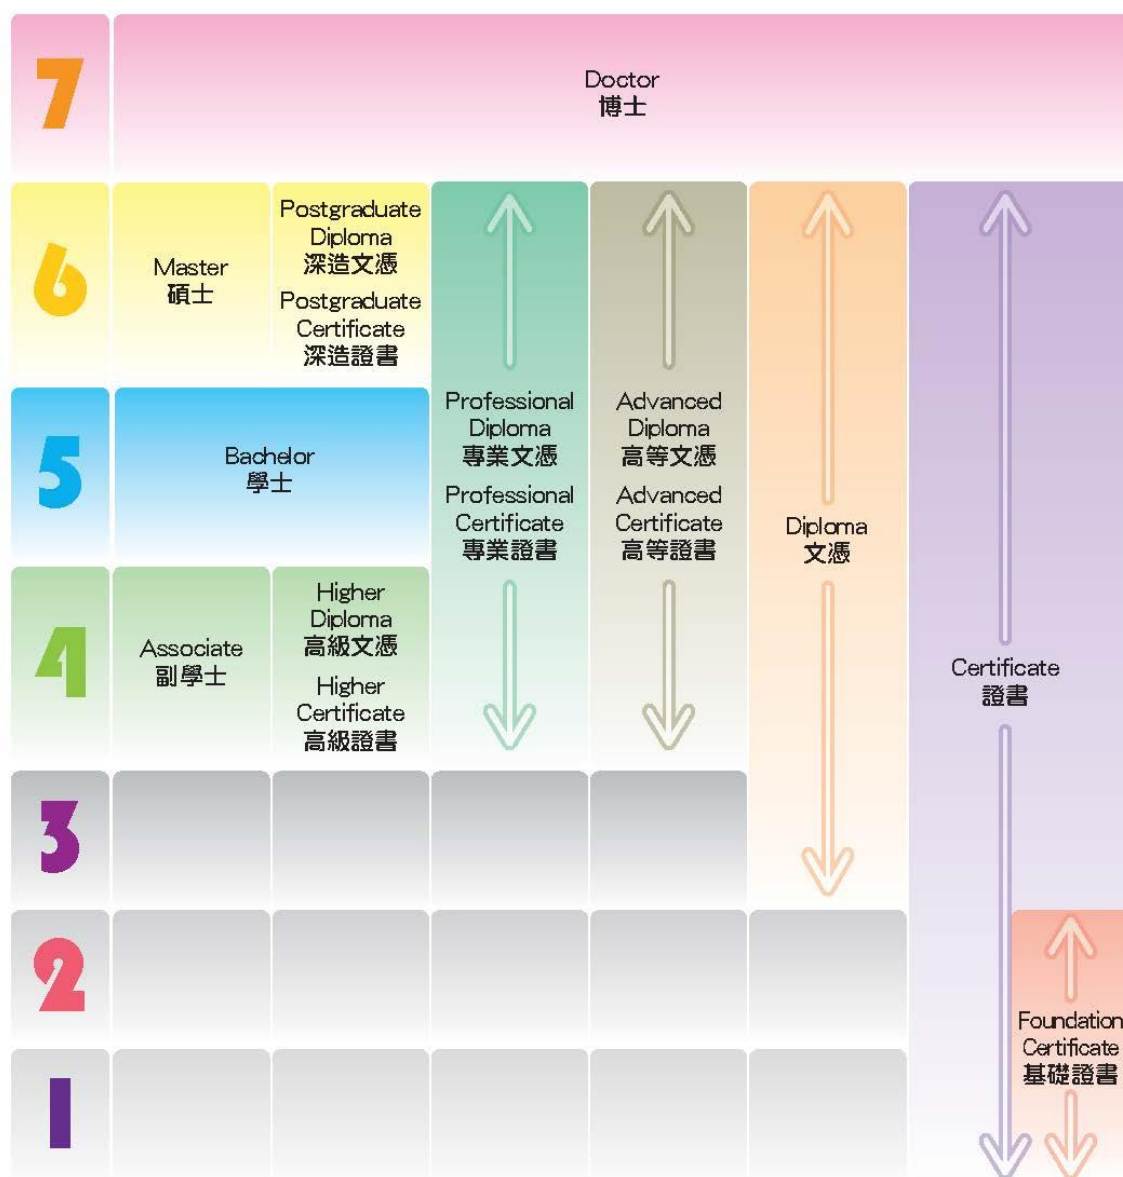 7
Doctor
博士
6
Master
碩士
Postgraduate
Diploma
深造文憑
Postgraduate
Certificate
深造證書
5
Bachelor
學士
Professional
Diploma
專業文憑
Professional
Certificate
專業證書
Advanced
Diploma
高等文憑
Advanced
Certificate
高等證書
Diploma
文憑
4
Associate
副學士
Higher
Diploma
高級文憑
Higher
Certificate
高級證書
Certificate
證書
3
2
Foundation
Certificate
基礎證書
1